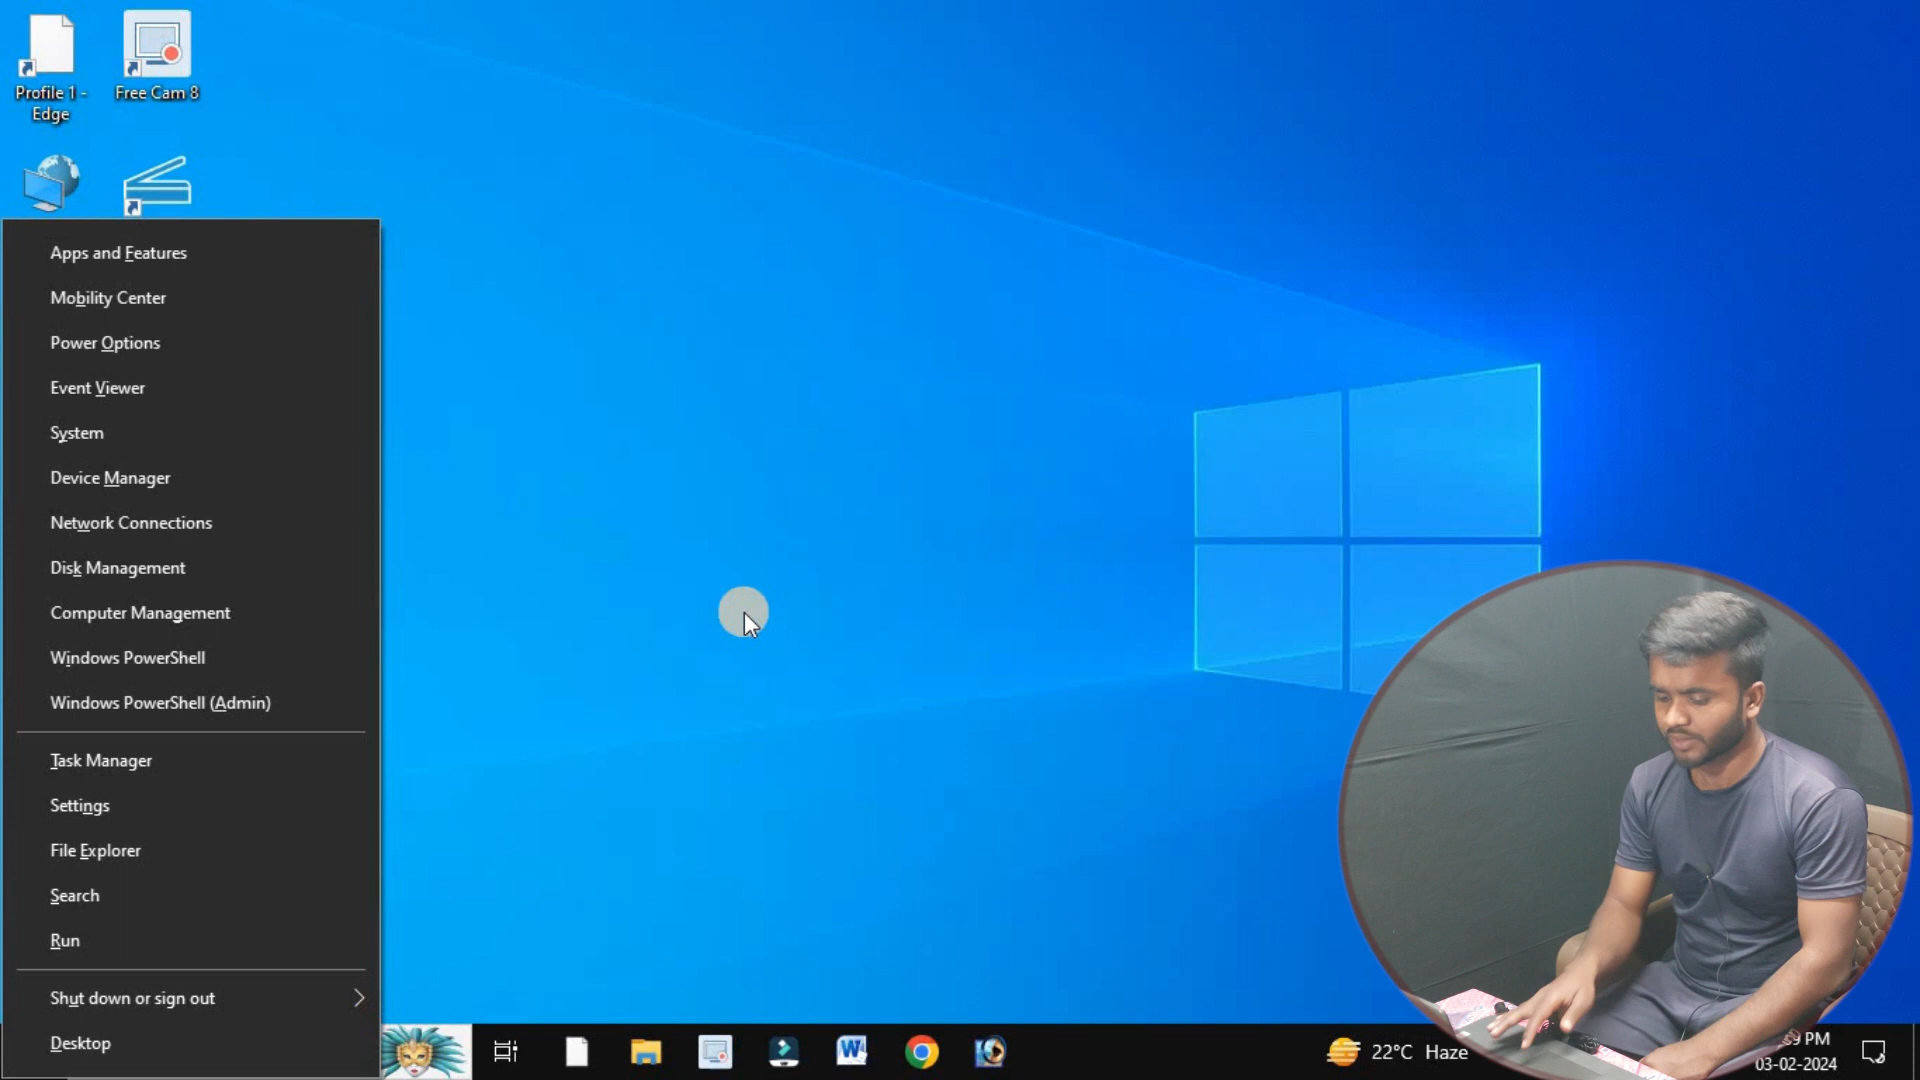 Profile 1 -
Edge
Free Cam 8
Apps and Features
Mobility Center
Power Options
Event Viewer
System
Device Manager
Network Connections
Disk Management
Computer Management
Windows PowerShell
Windows PowerShell (Admin)
Task Manager
Settings
File Explorer
Search
Run
Shut down or sign out
Desktop
W
22°C Haze
PM
03-02-2024